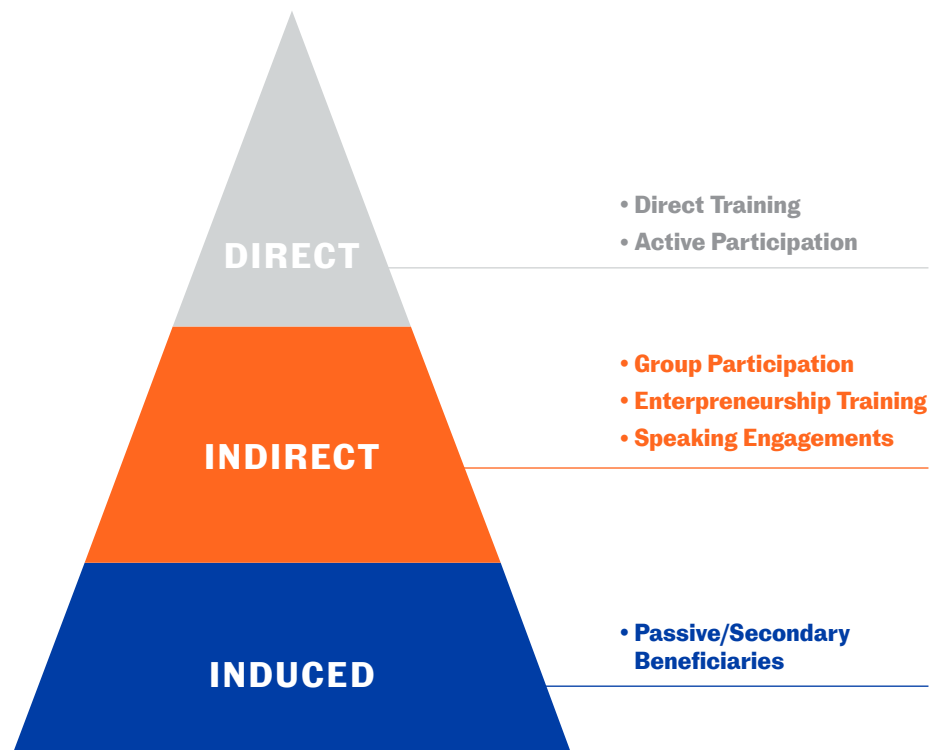 DIRECT
• Direct Training
• Active Participation
INDIRECT
• Group Participation
• Enterpreneurship Training
• Speaking Engagements
INDUCED
• Passive/Secondary
Beneficiaries